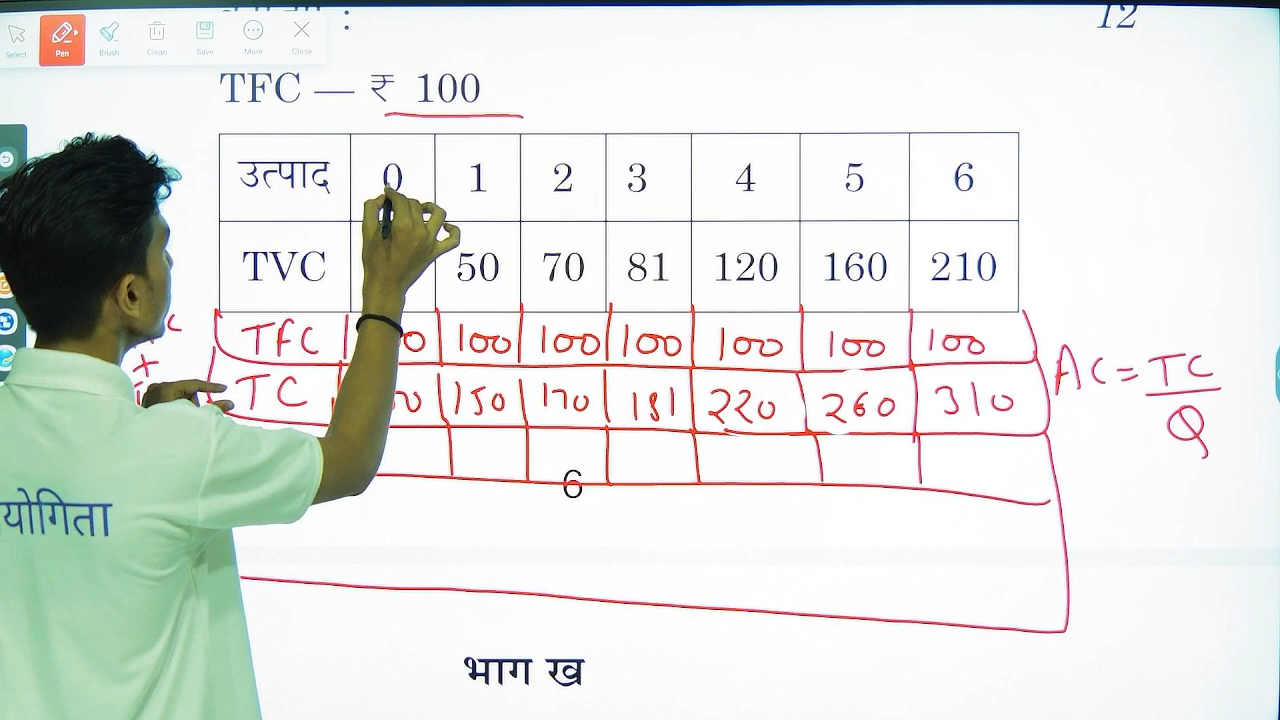 Select Pen Brush Clean Save More Close
12
TFC — ₹ 100
उत्पाद 0 1 2 3 4 5 6
TVC 50 70 81 120 160 210
TFC 100 100 100 100 100 100
TC 150 170 181 220 260 310
AC = TC
Q
+
6
योगिता
भाग ख